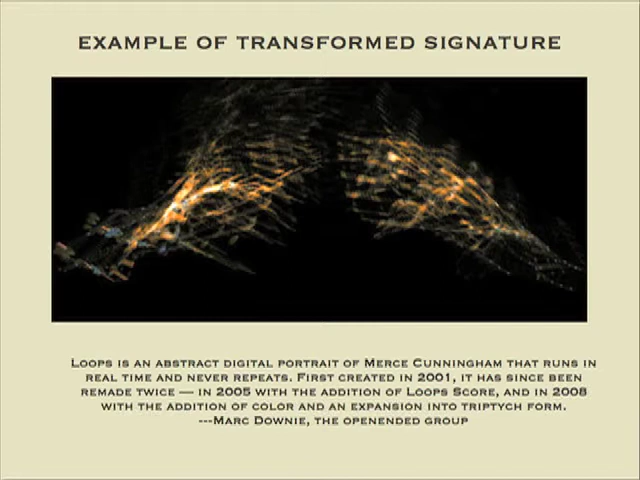 EXAMPLE OF TRANSFORMED SIGNATURE
LOOPS IS AN ABSTRACT DIGITAL PORTRAIT OF MERCE CUNNINGHAM THAT RUNS IN
REAL TIME AND NEVER REPEATS. FIRST CREATED IN 2001, IT HAS SINCE BEEN
REMADE TWICE — IN 2005 WITH THE ADDITION OF LOOPS SCORE, AND IN 2008
WITH THE ADDITION OF COLOR AND AN EXPANSION INTO TRIPTYCH FORM.
---MARC DOWNIE, THE OPENENDED GROUP